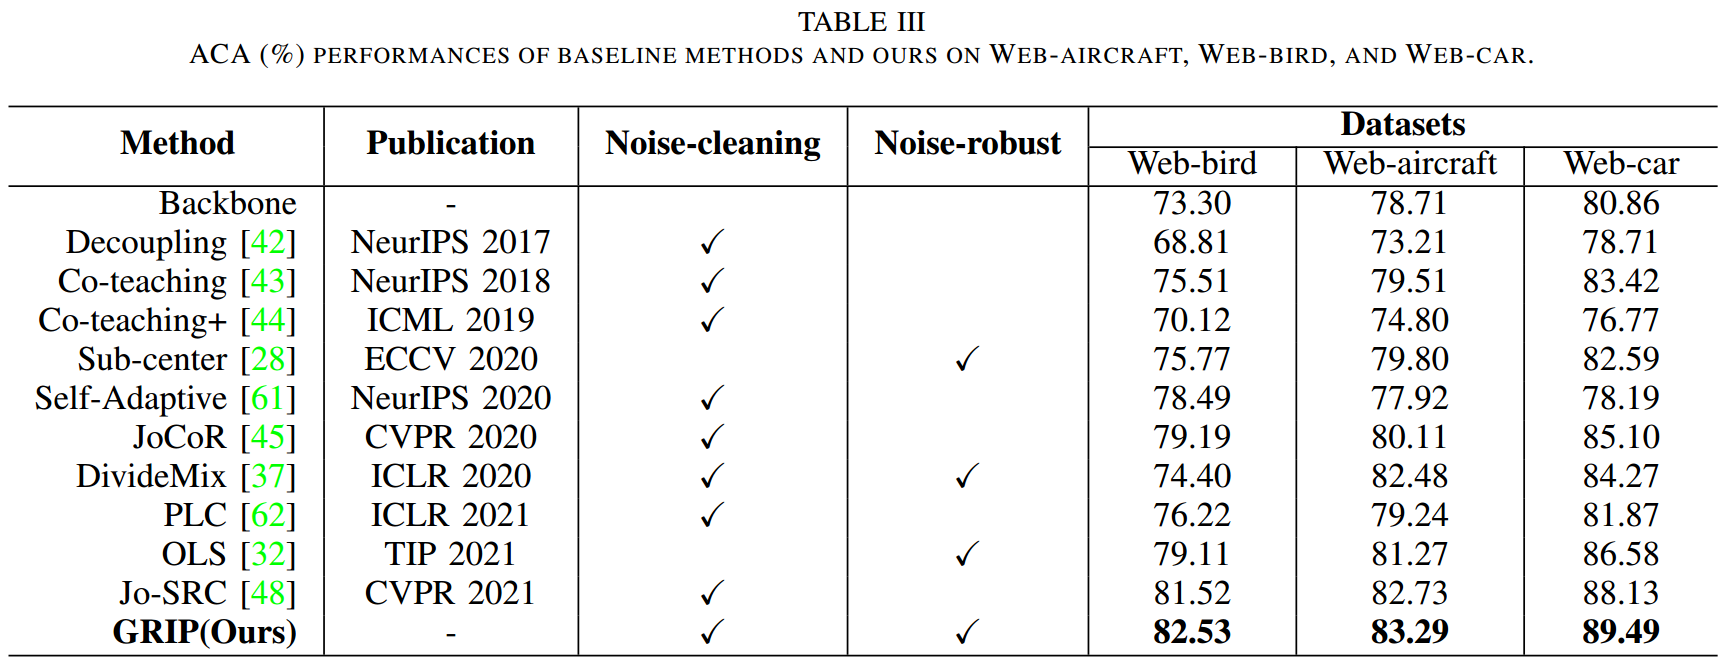 TABLE III
ACA (%) PERFORMANCES OF BASELINE METHODS AND OURS ON WEB-AIRCRAFT, WEB-BIRD, AND WEB-CAR.
Method Publication Noise-cleaning Noise-robust Datasets
Web-bird Web-aircraft Web-car
Backbone - 73.30 78.71 80.86
Decoupling [42] NeurIPS 2017 ✓ 68.81 73.21 78.71
Co-teaching [43] NeurIPS 2018 ✓ 75.51 79.51 83.42
Co-teaching+ [44] ICML 2019 ✓ 70.12 74.80 76.77
Sub-center [28] ECCV 2020 ✓ 75.77 79.80 82.59
Self-Adaptive [61] NeurIPS 2020 ✓ 78.49 77.92 78.19
JoCoR [45] CVPR 2020 ✓ 79.19 80.11 85.10
DivideMix [37] ICLR 2020 ✓ ✓ 74.40 82.48 84.27
PLC [62] ICLR 2021 ✓ 76.22 79.24 81.87
OLS [32] TIP 2021 ✓ 79.11 81.27 86.58
Jo-SRC [48] CVPR 2021 ✓ 81.52 82.73 88.13
GRIP(Ours) - ✓ ✓ 82.53 83.29 89.49